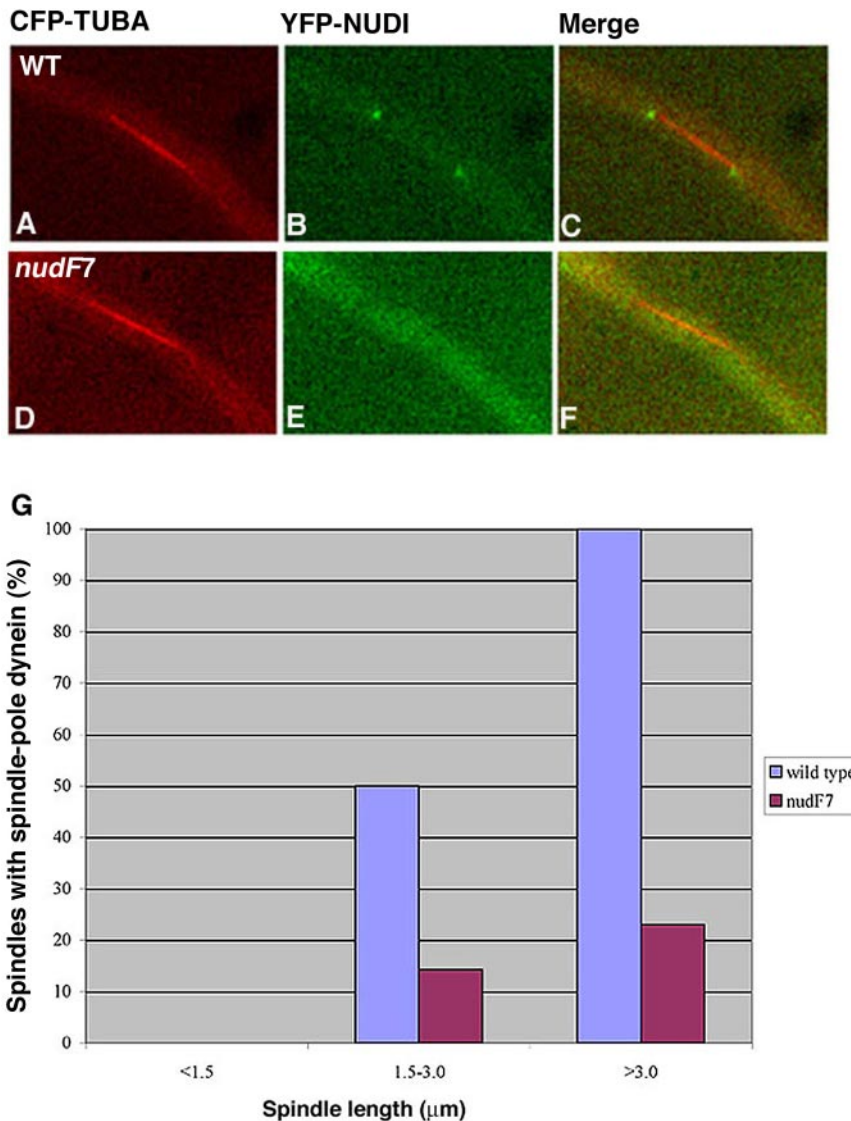 CFP-TUBA YFP-NUDI Merge
WT
A B C
nudF7
D E F
G
Spindles with spindle-pole dynein (%)
100
90
80
70
60
50
40
30
20
10
0
<1.5 1.5-3.0 >3.0
Spindle length (μm)
wild type
nudF7